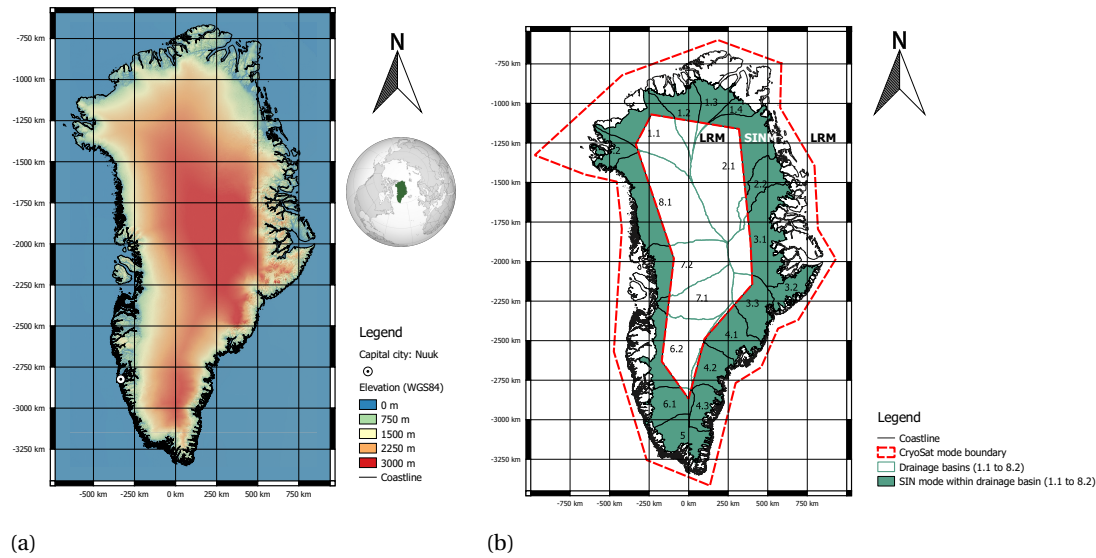 -750 km
-1000 km
-1250 km
-1500 km
-1750 km
-2000 km
-2250 km
-2500 km
-2750 km
-3000 km
-3250 km
-500 km
-250 km
0 km
250 km
500 km
750 km
N
Legend
Capital city: Nuuk
Elevation (WGS84)
0 m
750 m
1500 m
2250 m
3000 m
Coastline
(a)
-750 km
-1000 km
-1250 km
-1500 km
-1750 km
-2000 km
-2250 km
-2500 km
-2750 km
-3000 km
-3250 km
1.3
1.2
1.4
1.1
LRM
SIN
LRM
2.1
2.2
8.1
3.1
7.2
3.2
7.1
3.3
4.1
6.2
4.2
6.1
4.3
5
-750 km
-500 km
-250 km
0 km
250 km
500 km
750 km
1000 km
N
Legend
Coastline
CryoSat mode boundary
Drainage basins (1.1 to 8.2)
SIN mode within drainage basin (1.1 to 8.2)
(b)